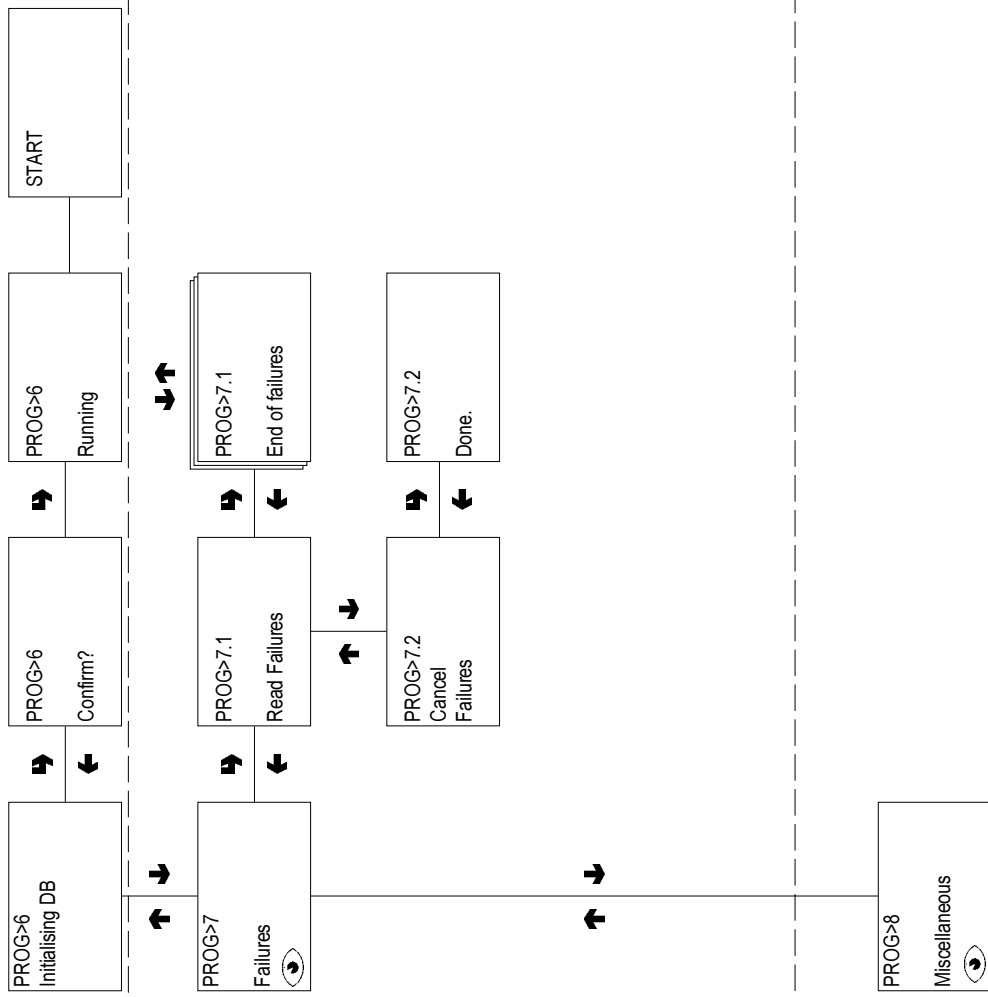 PROG>6
Initialising DB
PROG>6
Confirm?
PROG>6
Running
START
PROG>7
Failures
PROG>7.1
Read Failures
PROG>7.1
End of failures
PROG>7.2
Cancel
Failures
PROG>7.2
Done.
PROG>8
Miscellaneous